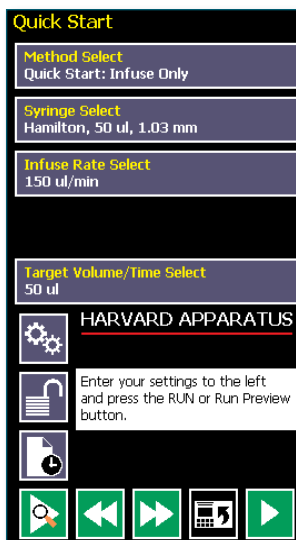 Quick Start
Method Select
Quick Start: Infuse Only
Syringe Select
Hamilton, 50 ul, 1.03 mm
Infuse Rate Select
150 ul/min
Target Volume/Time Select
50 ul
HARVARD APPARATUS
Enter your settings to the left
and press the RUN or Run Preview
button.